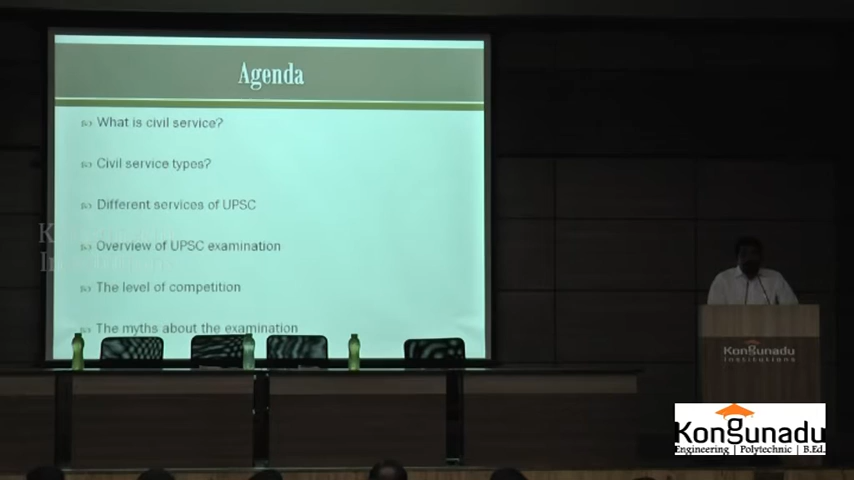 Agenda
What is civil service?
Civil service types?
Different services of UPSC
Overview of UPSC examination
The level of competition
The myths about the examination
Kongunadu
Institutions
Kongunadu
Engineering | Polytechnic | B.Ed.